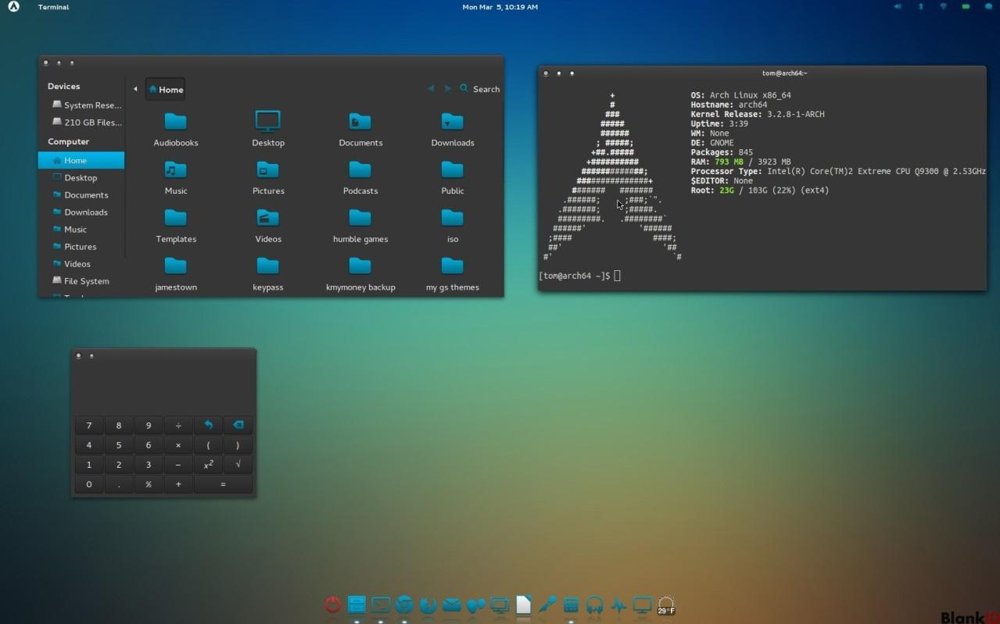 Terminal
Mon Mar 5, 10:19 AM
Devices
System Rese...
210 GB Files...
Computer
Home
Desktop
Documents
Downloads
Music
Pictures
Videos
File System
Home
Search
Audiobooks
Desktop
Documents
Downloads
Music
Pictures
Podcasts
Public
Templates
Videos
humble games
iso
jamestown
keypass
kmymoney backup
my gs themes
tom@arch64:~
OS: Arch Linux x86_64
Hostname: arch64
Kernel Release: 3.2.8-1-ARCH
Uptime: 3:39
WM: None
DE: GNOME
Packages: 845
RAM: 793 MB / 3923 MB
Processor Type: Intel(R) Core(TM)2 Extreme CPU Q9300 @ 2.53GHz
$EDITOR: None
Root: 23G / 103G (22%) (ext4)
[tom@arch64 ~]$
7 8 9 ÷
4 5 6 × ( )
1 2 3 − x² √
0 . % + =
29°F